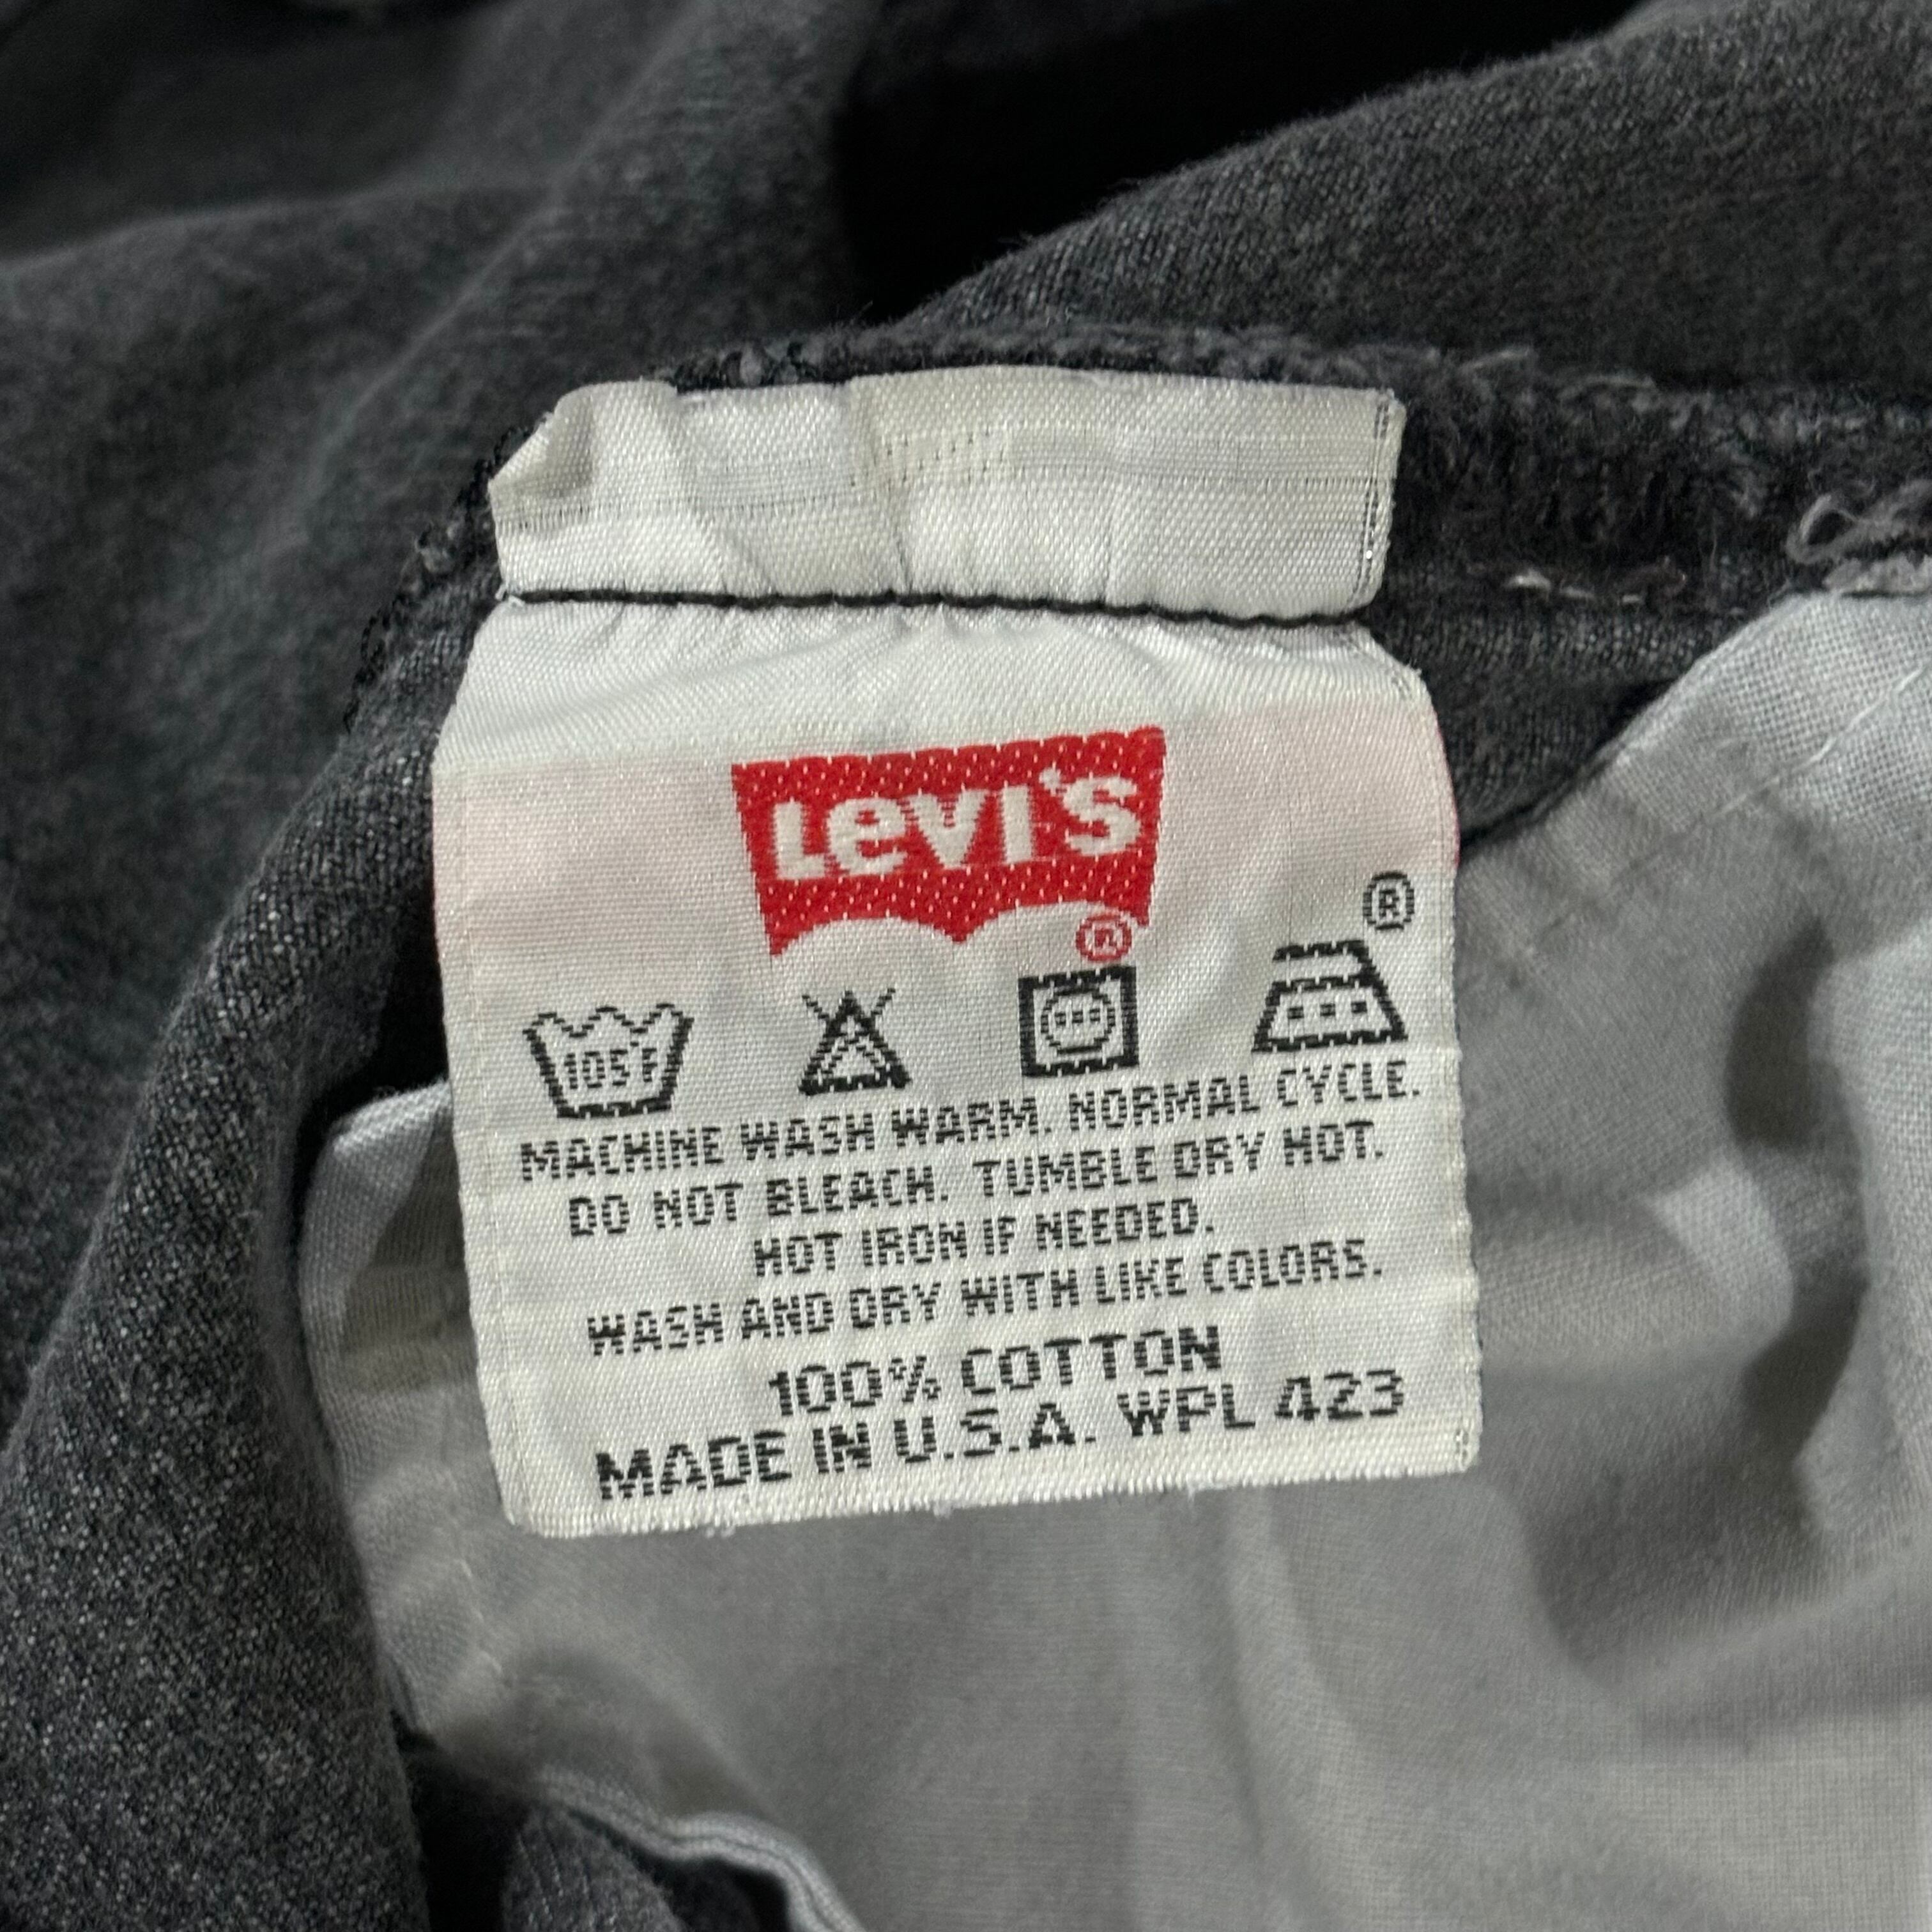 Levi's
®
®
105°F
MACHINE WASH WARM. NORMAL CYCLE.
DO NOT BLEACH. TUMBLE DRY HOT.
HOT IRON IF NEEDED.
WASH AND DRY WITH LIKE COLORS.
100% COTTON
MADE IN U.S.A. WPL 423